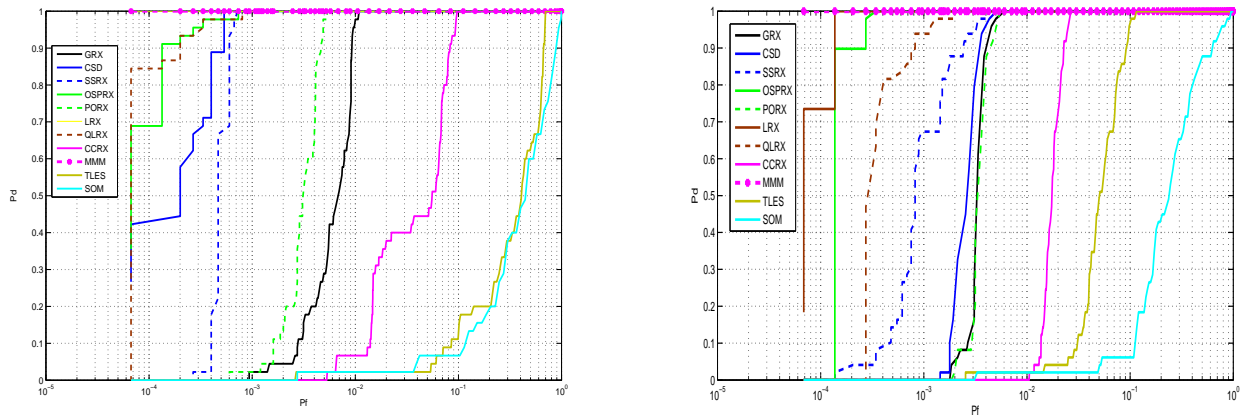 1
0.9
0.8
0.7
0.6
0.5
0.4
0.3
0.2
0.1
0
Pd
GRX
CSD
SSRX
OSPRX
PORX
LRX
QLRX
CCRX
MMM
TLES
SOM
10⁻⁵
10⁻⁴
10⁻³
10⁻²
10⁻¹
10⁰
Pf
1
0.9
0.8
0.7
0.6
0.5
0.4
0.3
0.2
0.1
0
Pd
GRX
CSD
SSRX
OSPRX
PORX
LRX
QLRX
CCRX
MMM
TLES
SOM
10⁻⁵
10⁻⁴
10⁻³
10⁻²
10⁻¹
10⁰
Pf